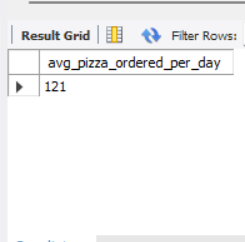 Result Grid Filter Rows:
avg_pizza_ordered_per_day
121